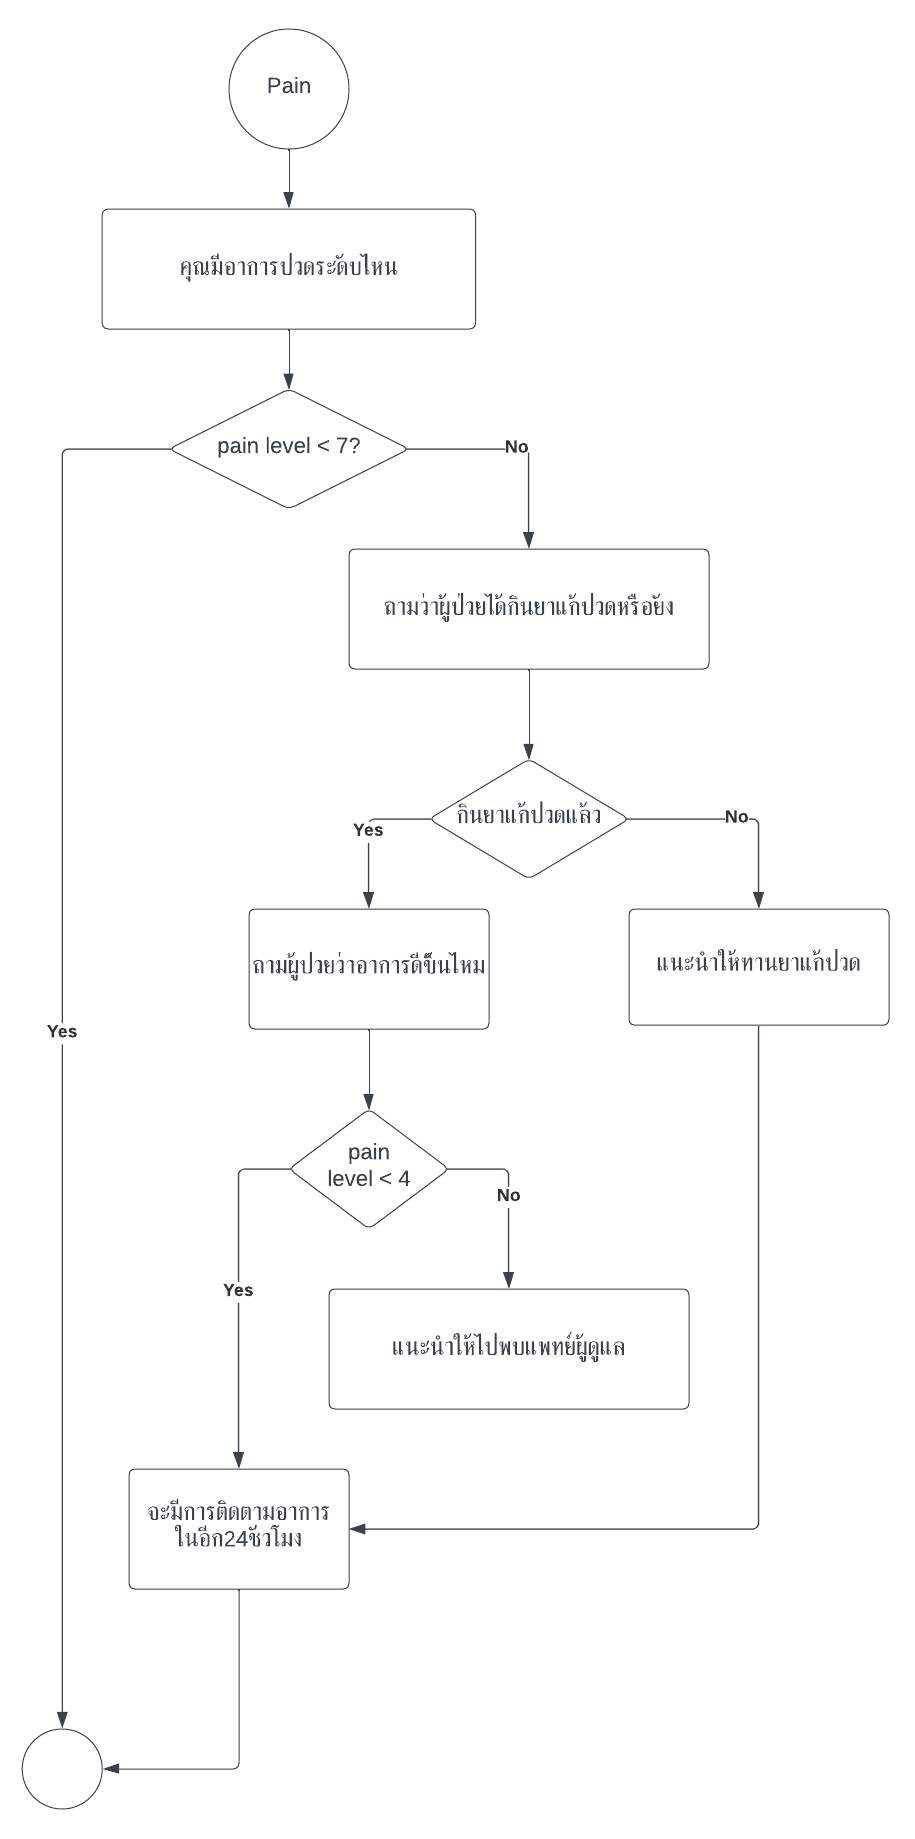 Pain
คุณมีอาการปวดระดับไหน
pain level < 7?
No
ถามว่าผู้ป่วยได้กินยาแก้ปวดหรือยัง
กินยาแก้ปวดแล้ว
Yes
No
ถามผู้ป่วยว่าอาการดีขึ้นไหม
แนะนำให้ทานยาแก้ปวด
Yes
pain
level < 4
No
Yes
แนะนำให้ไปพบแพทย์ผู้ดูแล
จะมีการติดตามอาการ
ในอีก24ชั่วโมง